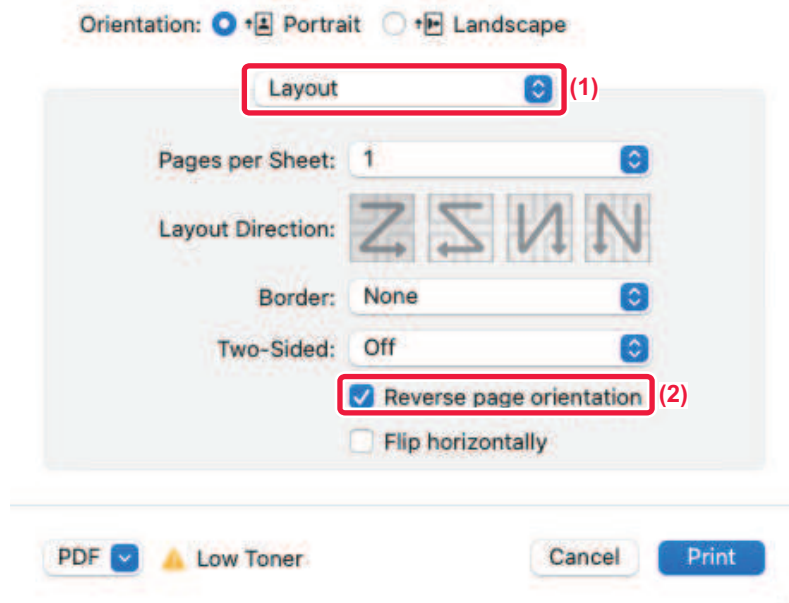 Orientation: Portrait Landscape
Layout (1)
Pages per Sheet: 1
Layout Direction:
Border: None
Two-Sided: Off
Reverse page orientation (2)
Flip horizontally
PDF Low Toner Cancel Print